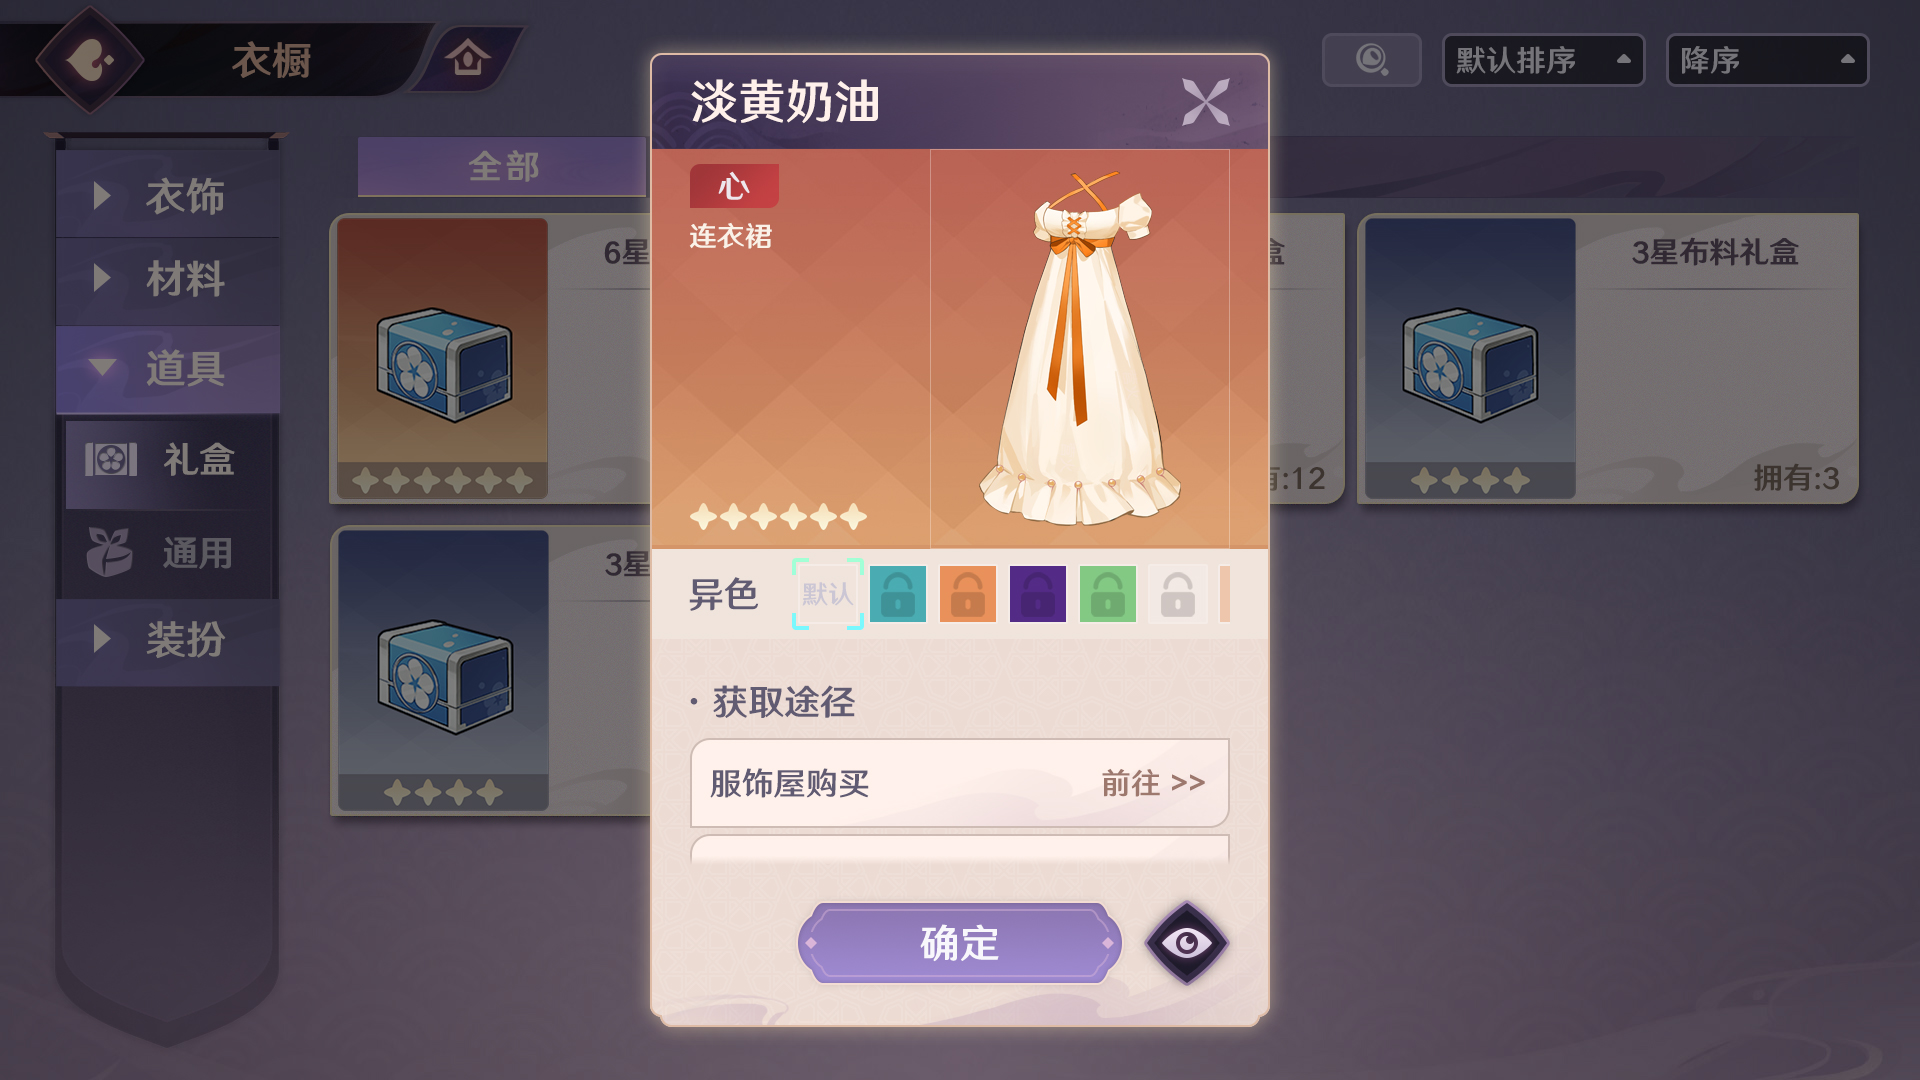 衣橱
默认排序
降序
衣饰
材料
道具
礼盒
通用
装扮
全部
6星
盒
有:12
3星布料礼盒
拥有:3
3星
淡黄奶油
心
连衣裙
异色
默认
· 获取途径
服饰屋购买
前往 >>
确定